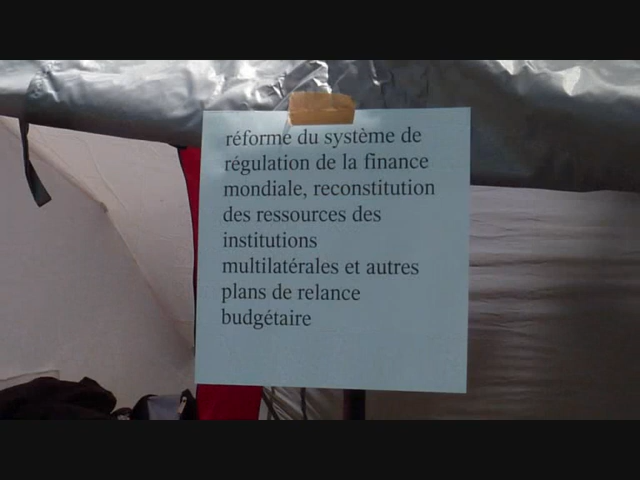 réforme du système de
régulation de la finance
mondiale, reconstitution
des ressources des
institutions
multilatérales et autres
plans de relance
budgétaire